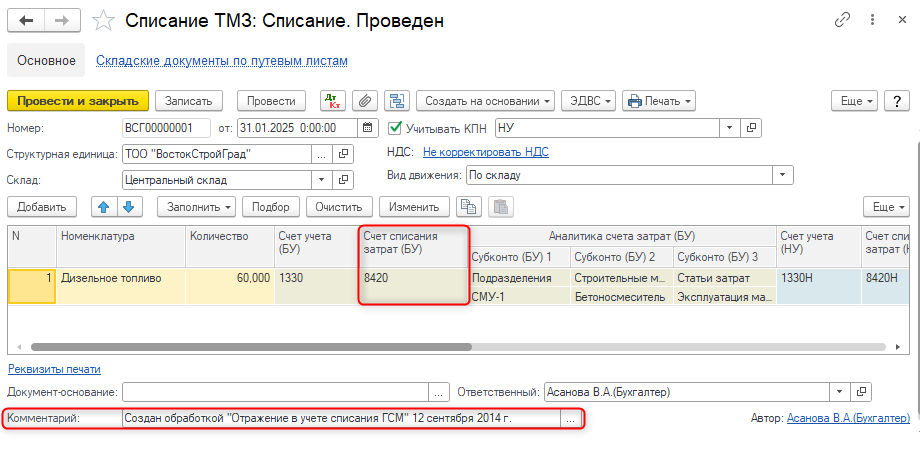 Списание ТМЗ: Списание. Проведен
Основное Складские документы по путевым листам
Провести и закрыть Записать Провести Дт Кт Создать на основании ЭДВС Печать Еще ?
Номер: ВСГ00000001 от: 31.01.2025 0:00:00 Учитывать КПН НУ
Структурная единица: ТОО "ВостокСтройГрад" ... НДС: Не корректировать НДС
Склад: Центральный склад Вид движения: По складу
Добавить Заполнить Подбор Очистить Изменить Еще
N Номенклатура Количество Счет учета (БУ) Счет списания затрат (БУ) Аналитика счета затрат (БУ) Счет учета (НУ) Счет спи затрат (Н
Субконто (БУ) 1 Субконто (БУ) 2 Субконто (БУ) 3
1 Дизельное топливо 60,000 1330 8420 Подразделения Строительные м... Статьи затрат 1330Н 8420Н
СМУ-1 Бетоносмеситель Эксплуатация ма...
Реквизиты печати
Документ-основание: ... Ответственный: Асанова В.А.(Бухгалтер)
Комментарий: Создан обработкой "Отражение в учете списания ГСМ" 12 сентября 2014 г. ... Автор: Асанова В.А.(Бухгалтер)